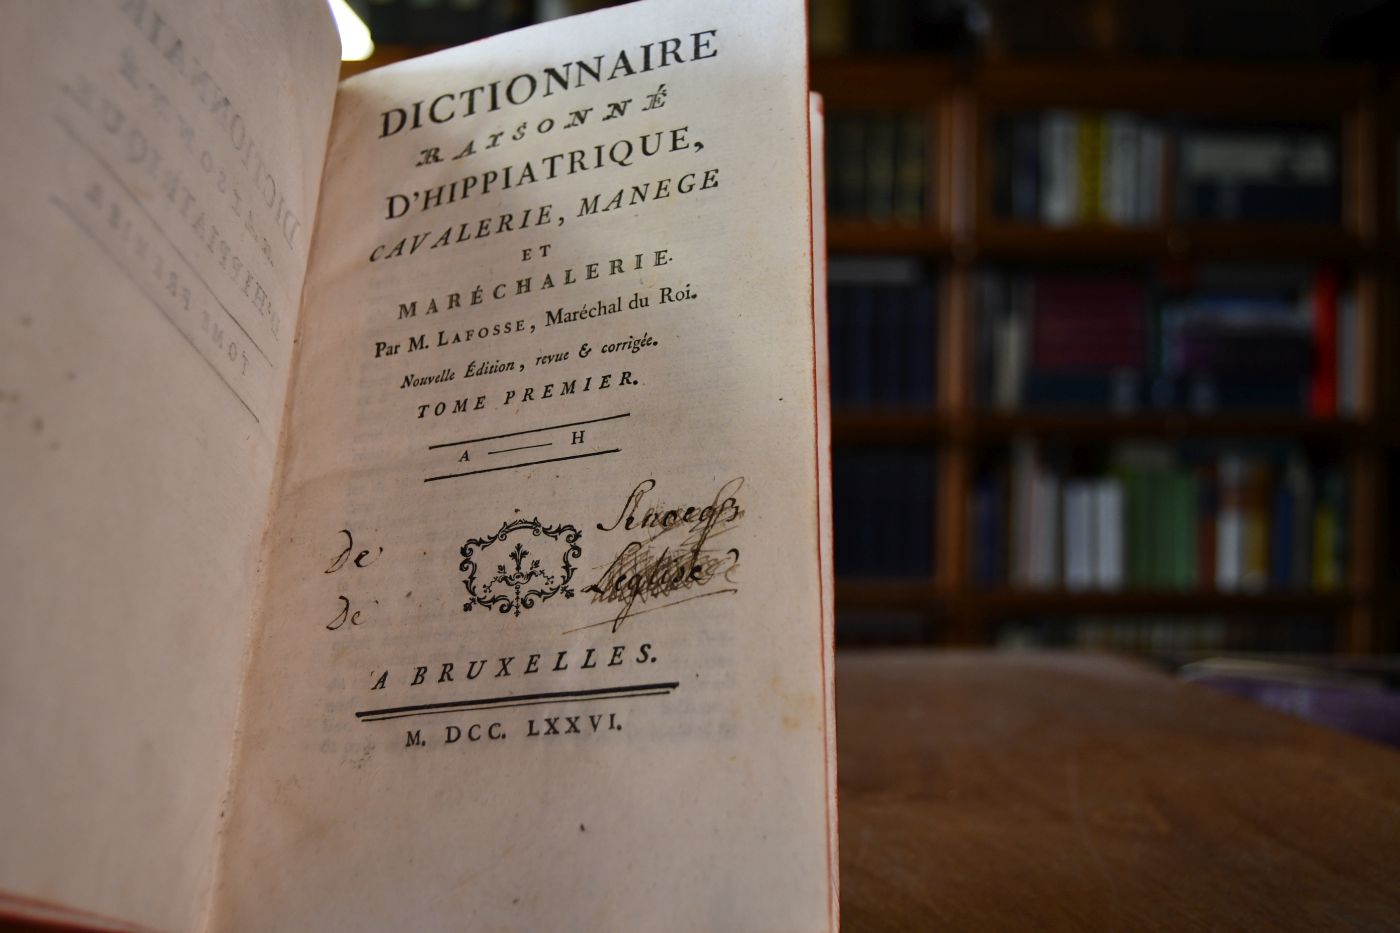 DICTIONNAIRE
RAISONNÉ
D'HIPPIATRIQUE,
CAVALERIE, MANEGE
ET
MARÉCHALERIE.
Par M. LAFOSSE, Maréchal du Roi.
Nouvelle Édition, revue & corrigée.
TOME PREMIER.
A — H
De
De
A BRUXELLES.
M. DCC. LXXVI.